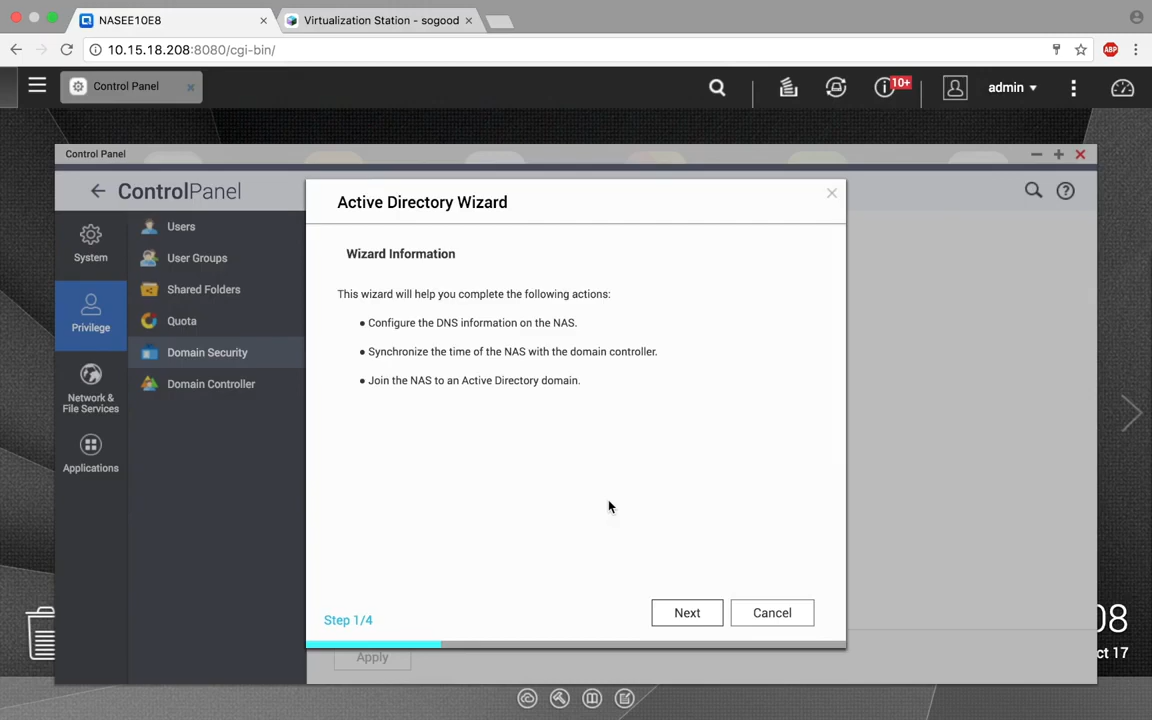 NASEE10E8
Virtualization Station - sogood
10.15.18.208:8080/cgi-bin/
ABP
Control Panel
10+
admin
Control Panel
ControlPanel
System
Privilege
Network &
File Services
Applications
Users
User Groups
Shared Folders
Quota
Domain Security
Domain Controller
Active Directory Wizard
Wizard Information
This wizard will help you complete the following actions:
● Configure the DNS information on the NAS.
● Synchronize the time of the NAS with the domain controller.
● Join the NAS to an Active Directory domain.
Step 1/4
Next
Cancel
Apply
08
ct 17